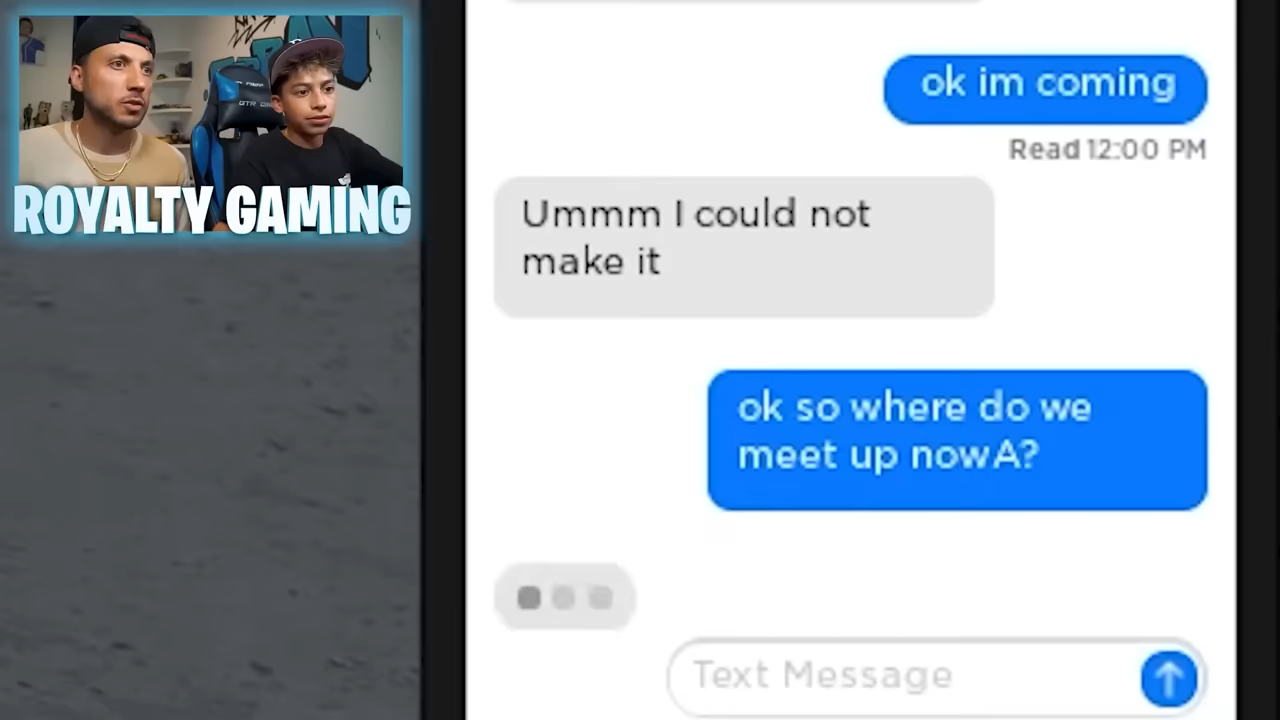 ROYALTY GAMING
ok im coming
Read 12:00 PM
Ummm I could not
make it
ok so where do we
meet up nowA?
Text Message